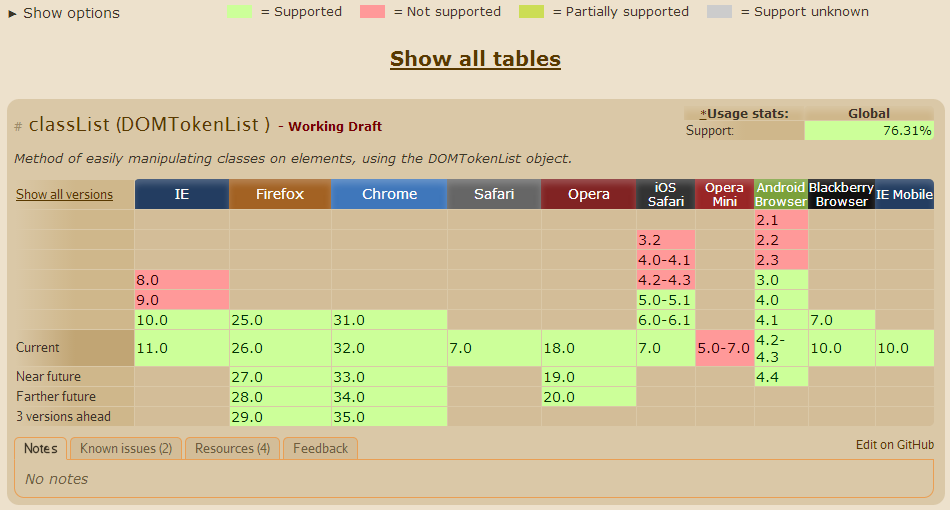 ► Show options = Supported = Not supported = Partially supported = Support unknown
Show all tables
# classList (DOMTokenList ) - Working Draft
*Usage stats: Global
Support: 76.31%
Method of easily manipulating classes on elements, using the DOMTokenList object.
Show all versions IE Firefox Chrome Safari Opera iOS Safari Opera Mini Android Browser Blackberry Browser IE Mobile
2.1
3.2 2.2
4.0-4.1 2.3
8.0 4.2-4.3 3.0
9.0 5.0-5.1 4.0
10.0 25.0 31.0 6.0-6.1 4.1 7.0
Current 11.0 26.0 32.0 7.0 18.0 7.0 5.0-7.0 4.2-4.3 10.0 10.0
Near future 27.0 33.0 19.0 4.4
Farther future 28.0 34.0 20.0
3 versions ahead 29.0 35.0
Notes Known issues (2) Resources (4) Feedback Edit on GitHub
No notes